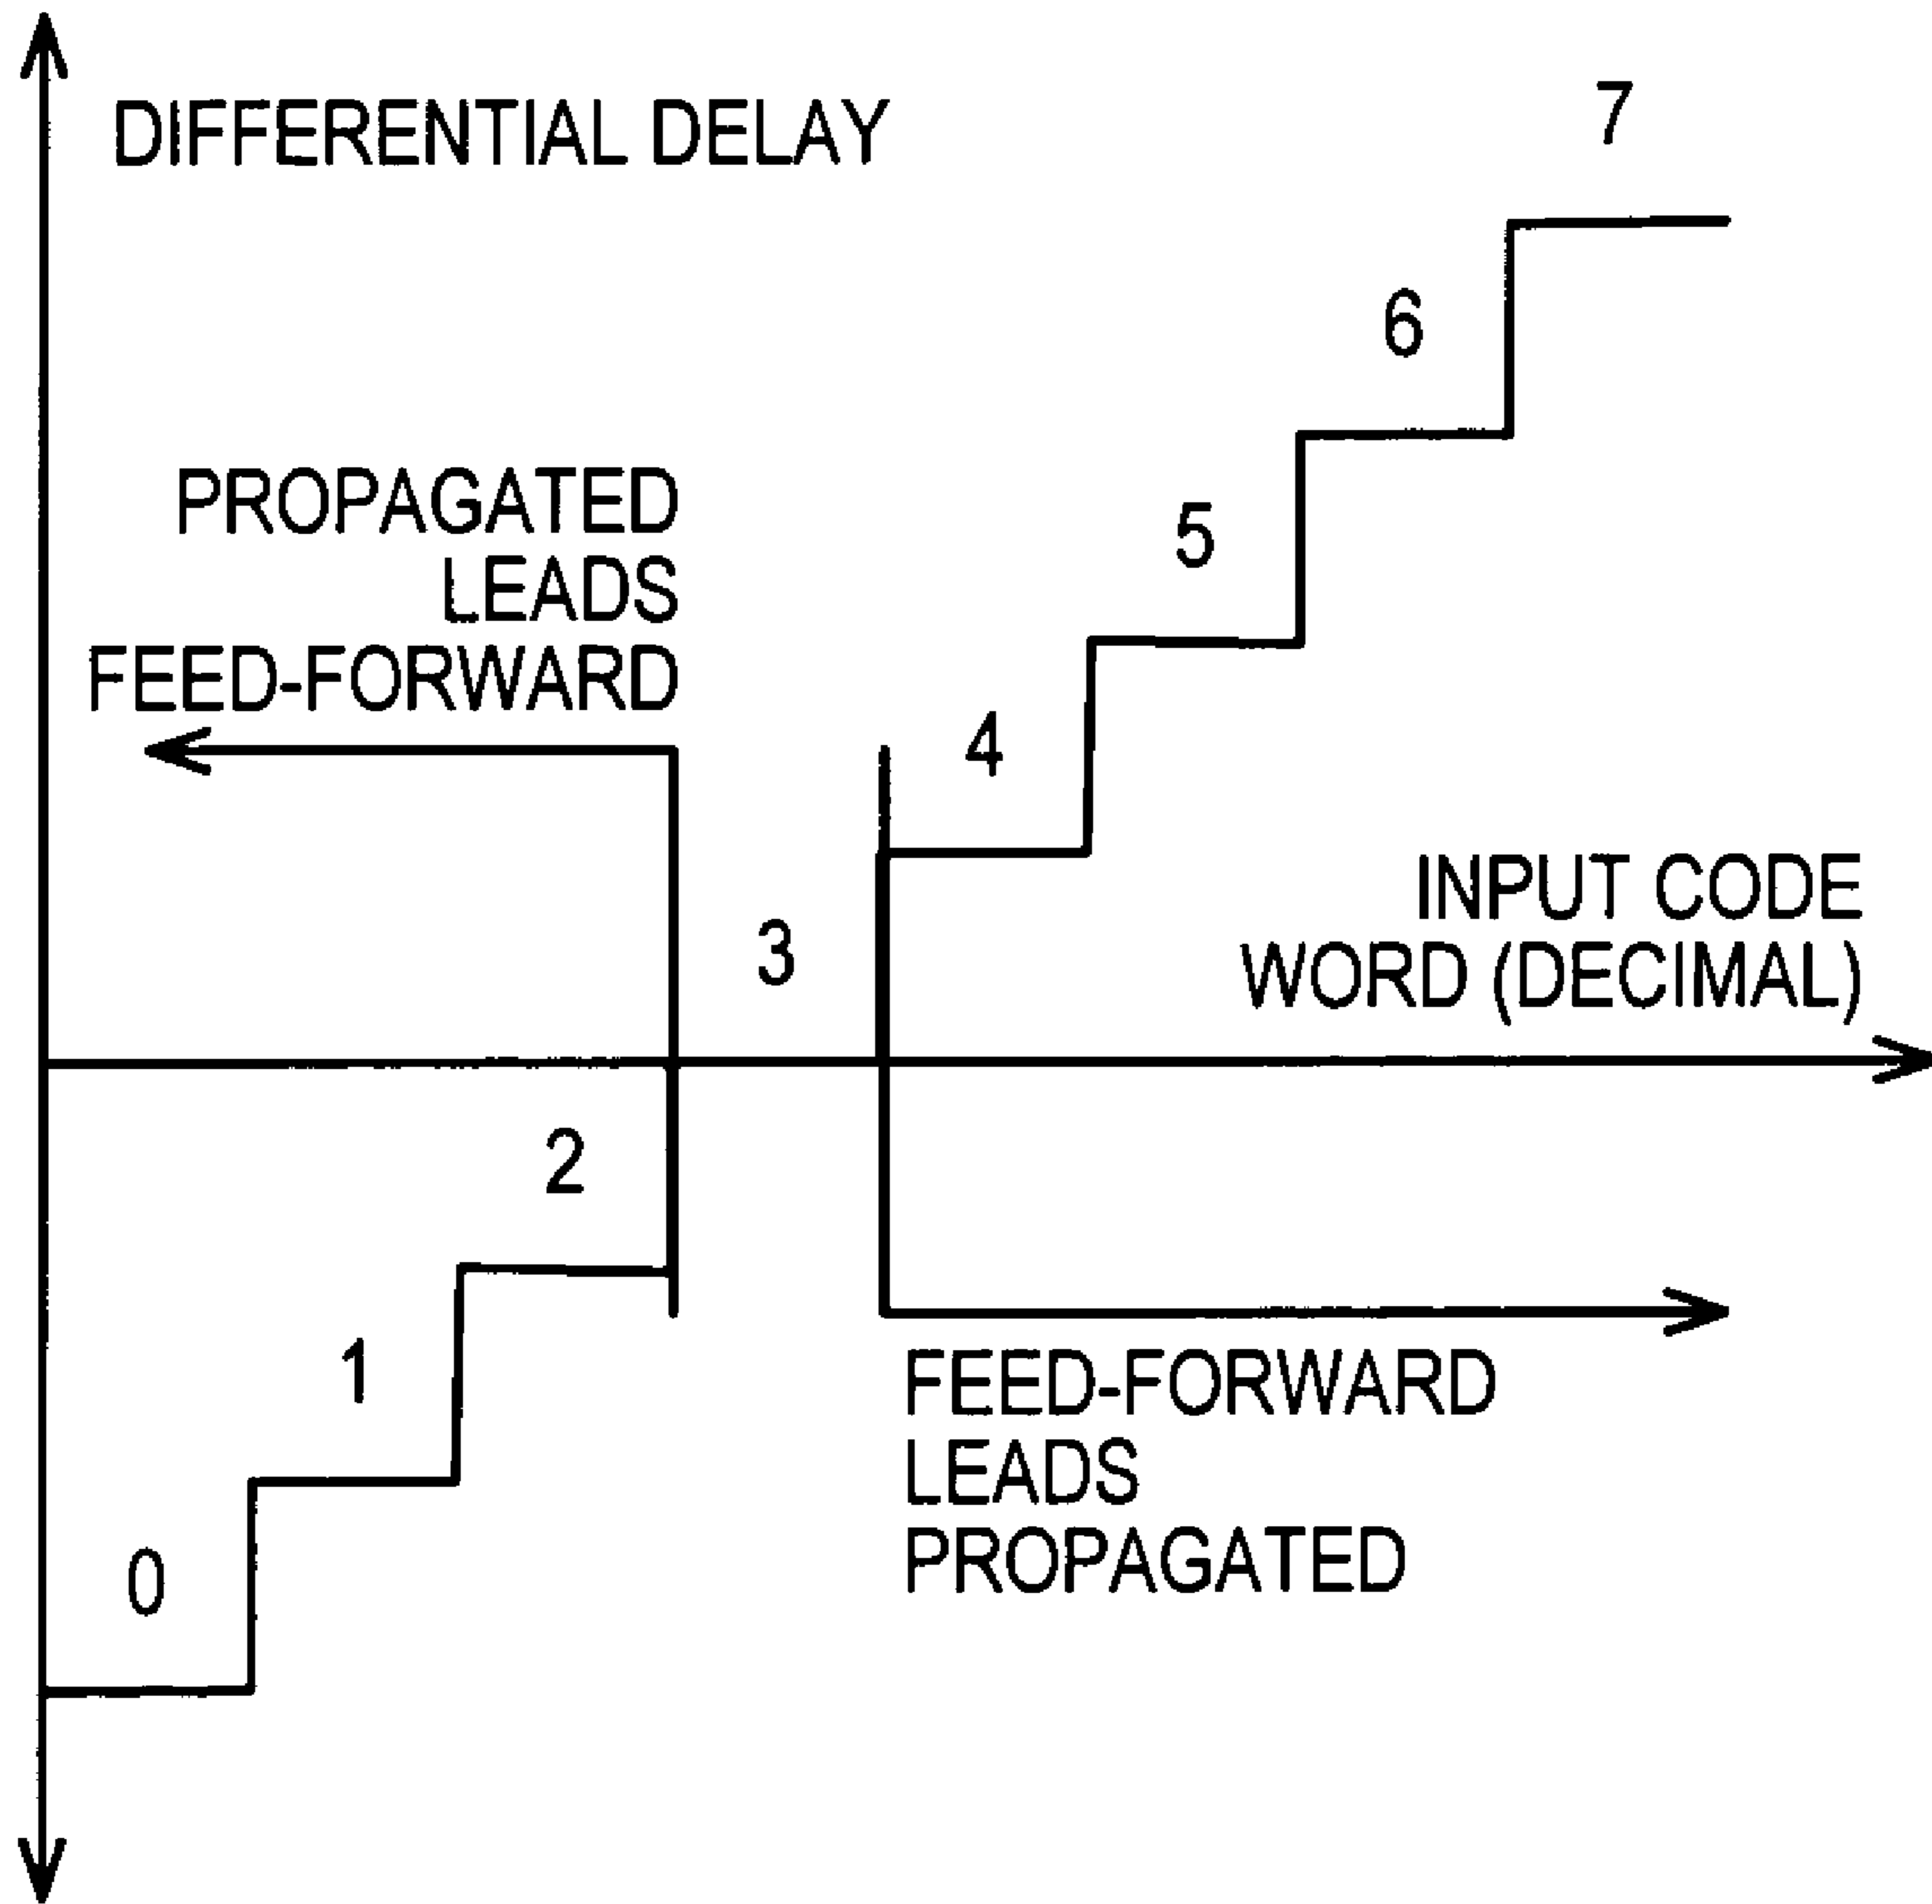 DIFFERENTIAL DELAY
7
6
PROPAGATED
LEADS
FEED-FORWARD
5
4
INPUT CODE
WORD (DECIMAL)
3
2
1
FEED-FORWARD
LEADS
PROPAGATED
0